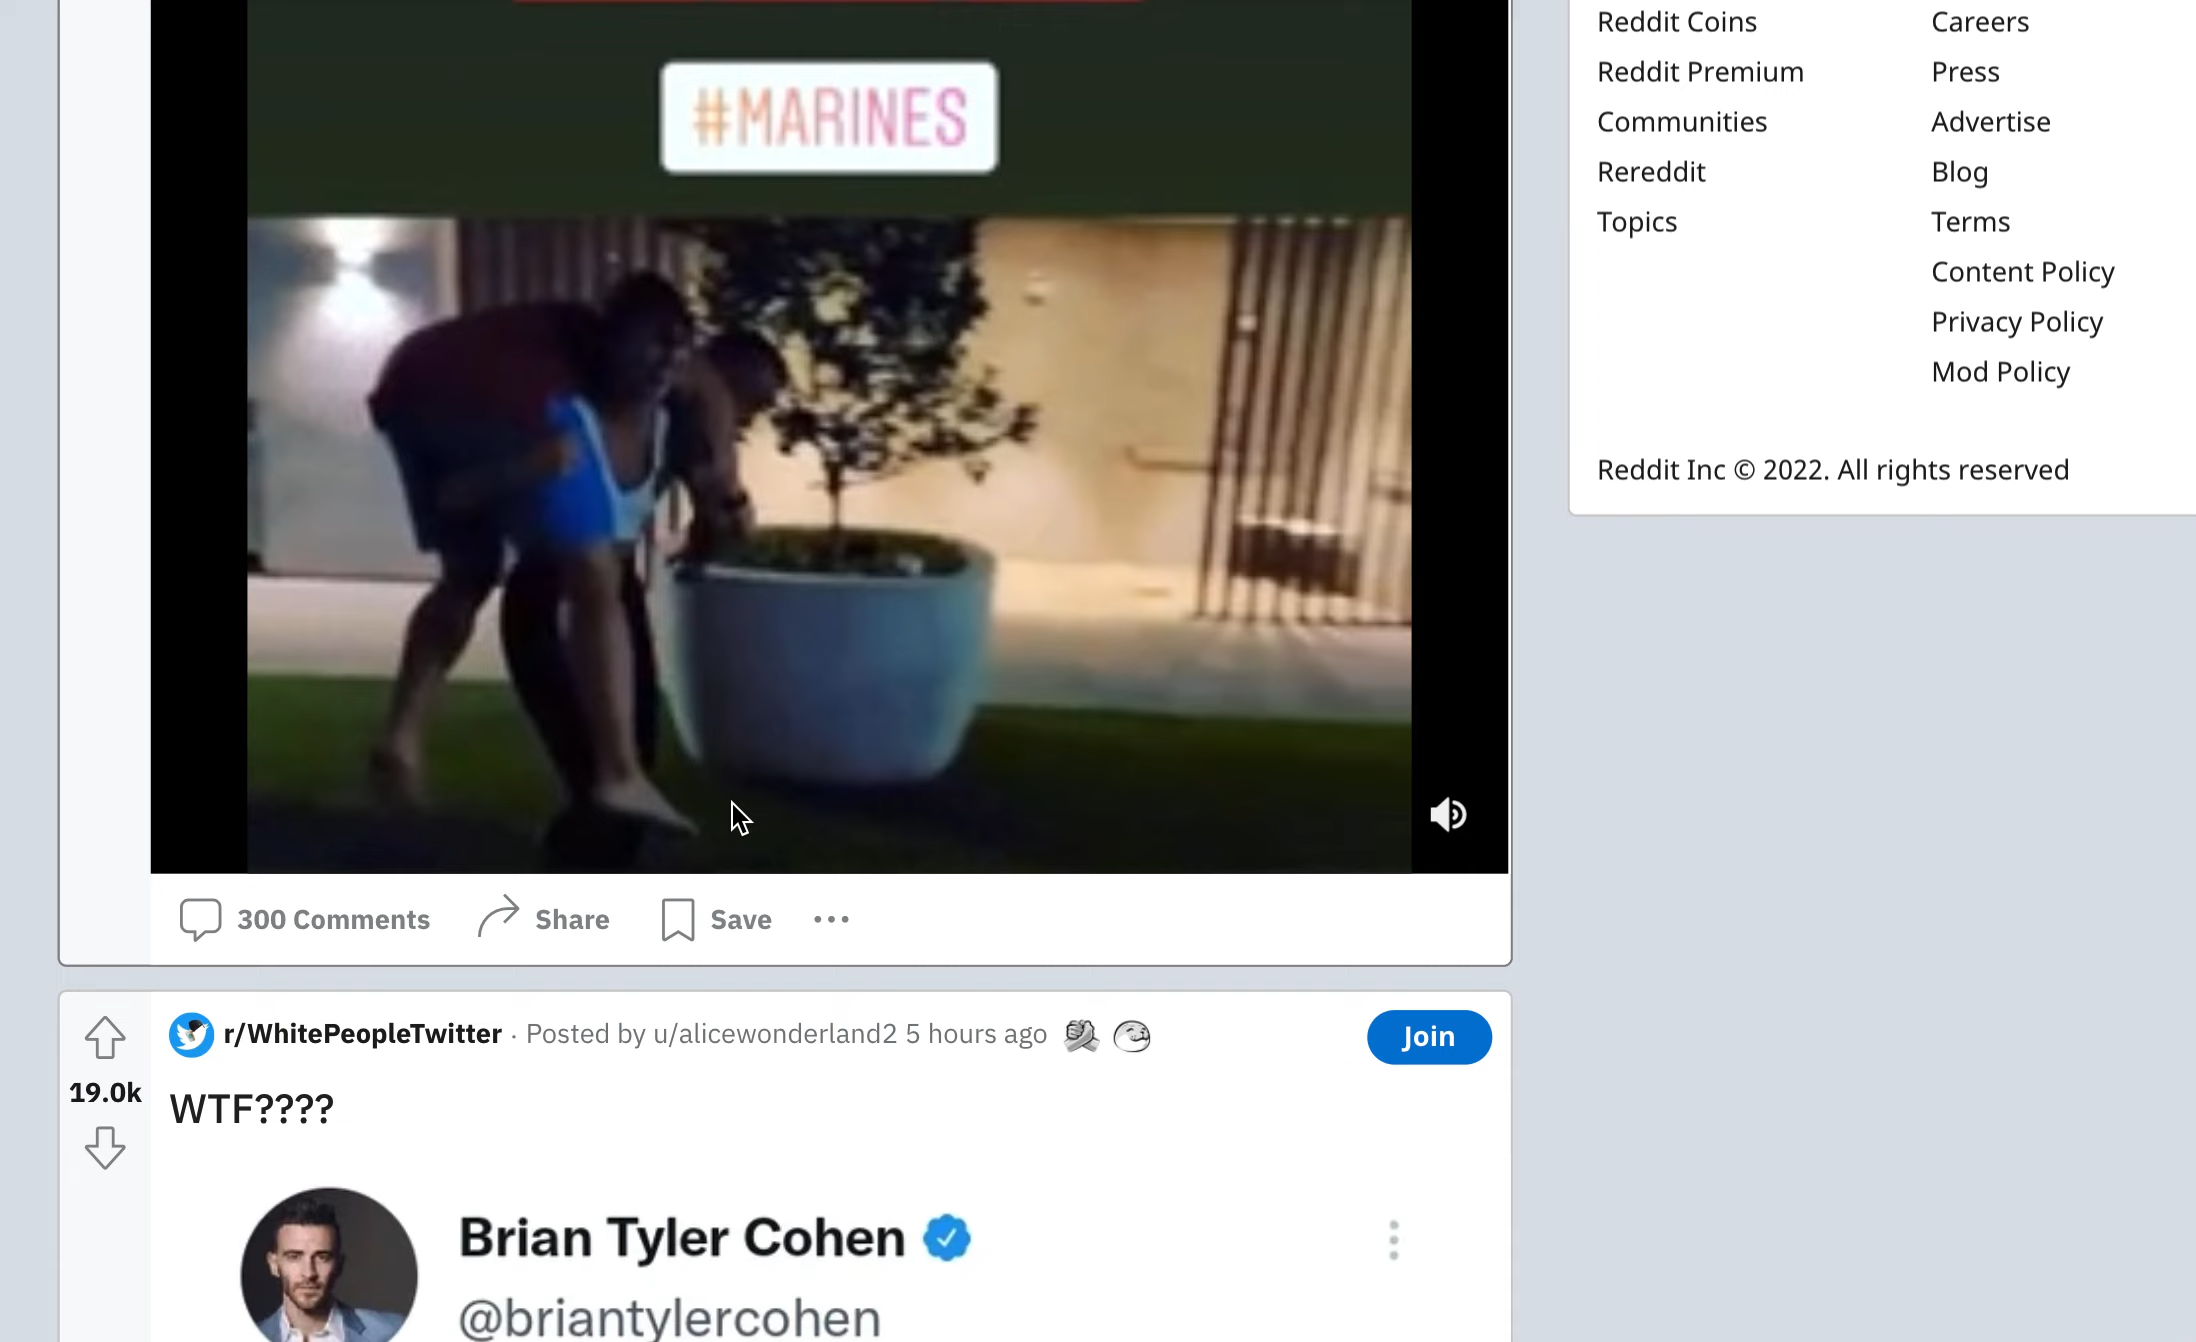 #MARINES
300 Comments Share Save
r/WhitePeopleTwitter · Posted by u/alicewonderland2 5 hours ago
Join
19.0k
WTF????
Brian Tyler Cohen
@briantylercohen
Reddit Coins
Reddit Premium
Communities
Rereddit
Topics
Careers
Press
Advertise
Blog
Terms
Content Policy
Privacy Policy
Mod Policy
Reddit Inc © 2022. All rights reserved